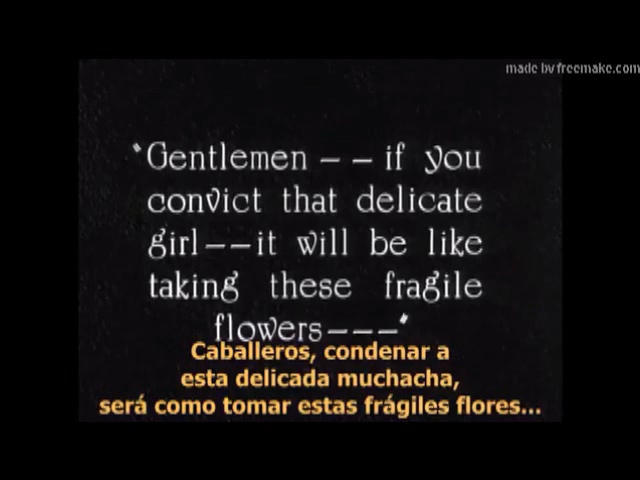 made by freemake.com
"Gentlemen -- if you
convict that delicate
girl--it will be like
taking these fragile
flowers---"
Caballeros, condenar a
esta delicada muchacha,
será como tomar estas frágiles flores...